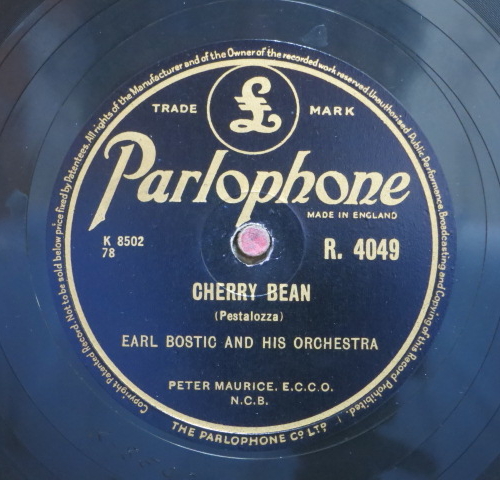 Copyright Patented Record. Not to be sold below price fixed by Patentees. All rights of the Manufacturer and of the Owner of the recorded work reserved. Unauthorised Public Performance, Broadcasting and Copying of this Record Prohibited.
£
TRADE MARK
Parlophone
MADE IN ENGLAND
K 8502
78
R. 4049
CHERRY BEAN
(Pestalozza)
EARL BOSTIC AND HIS ORCHESTRA
PETER MAURICE, E.C.C.O.
N.C.B.
THE PARLOPHONE Co LTD